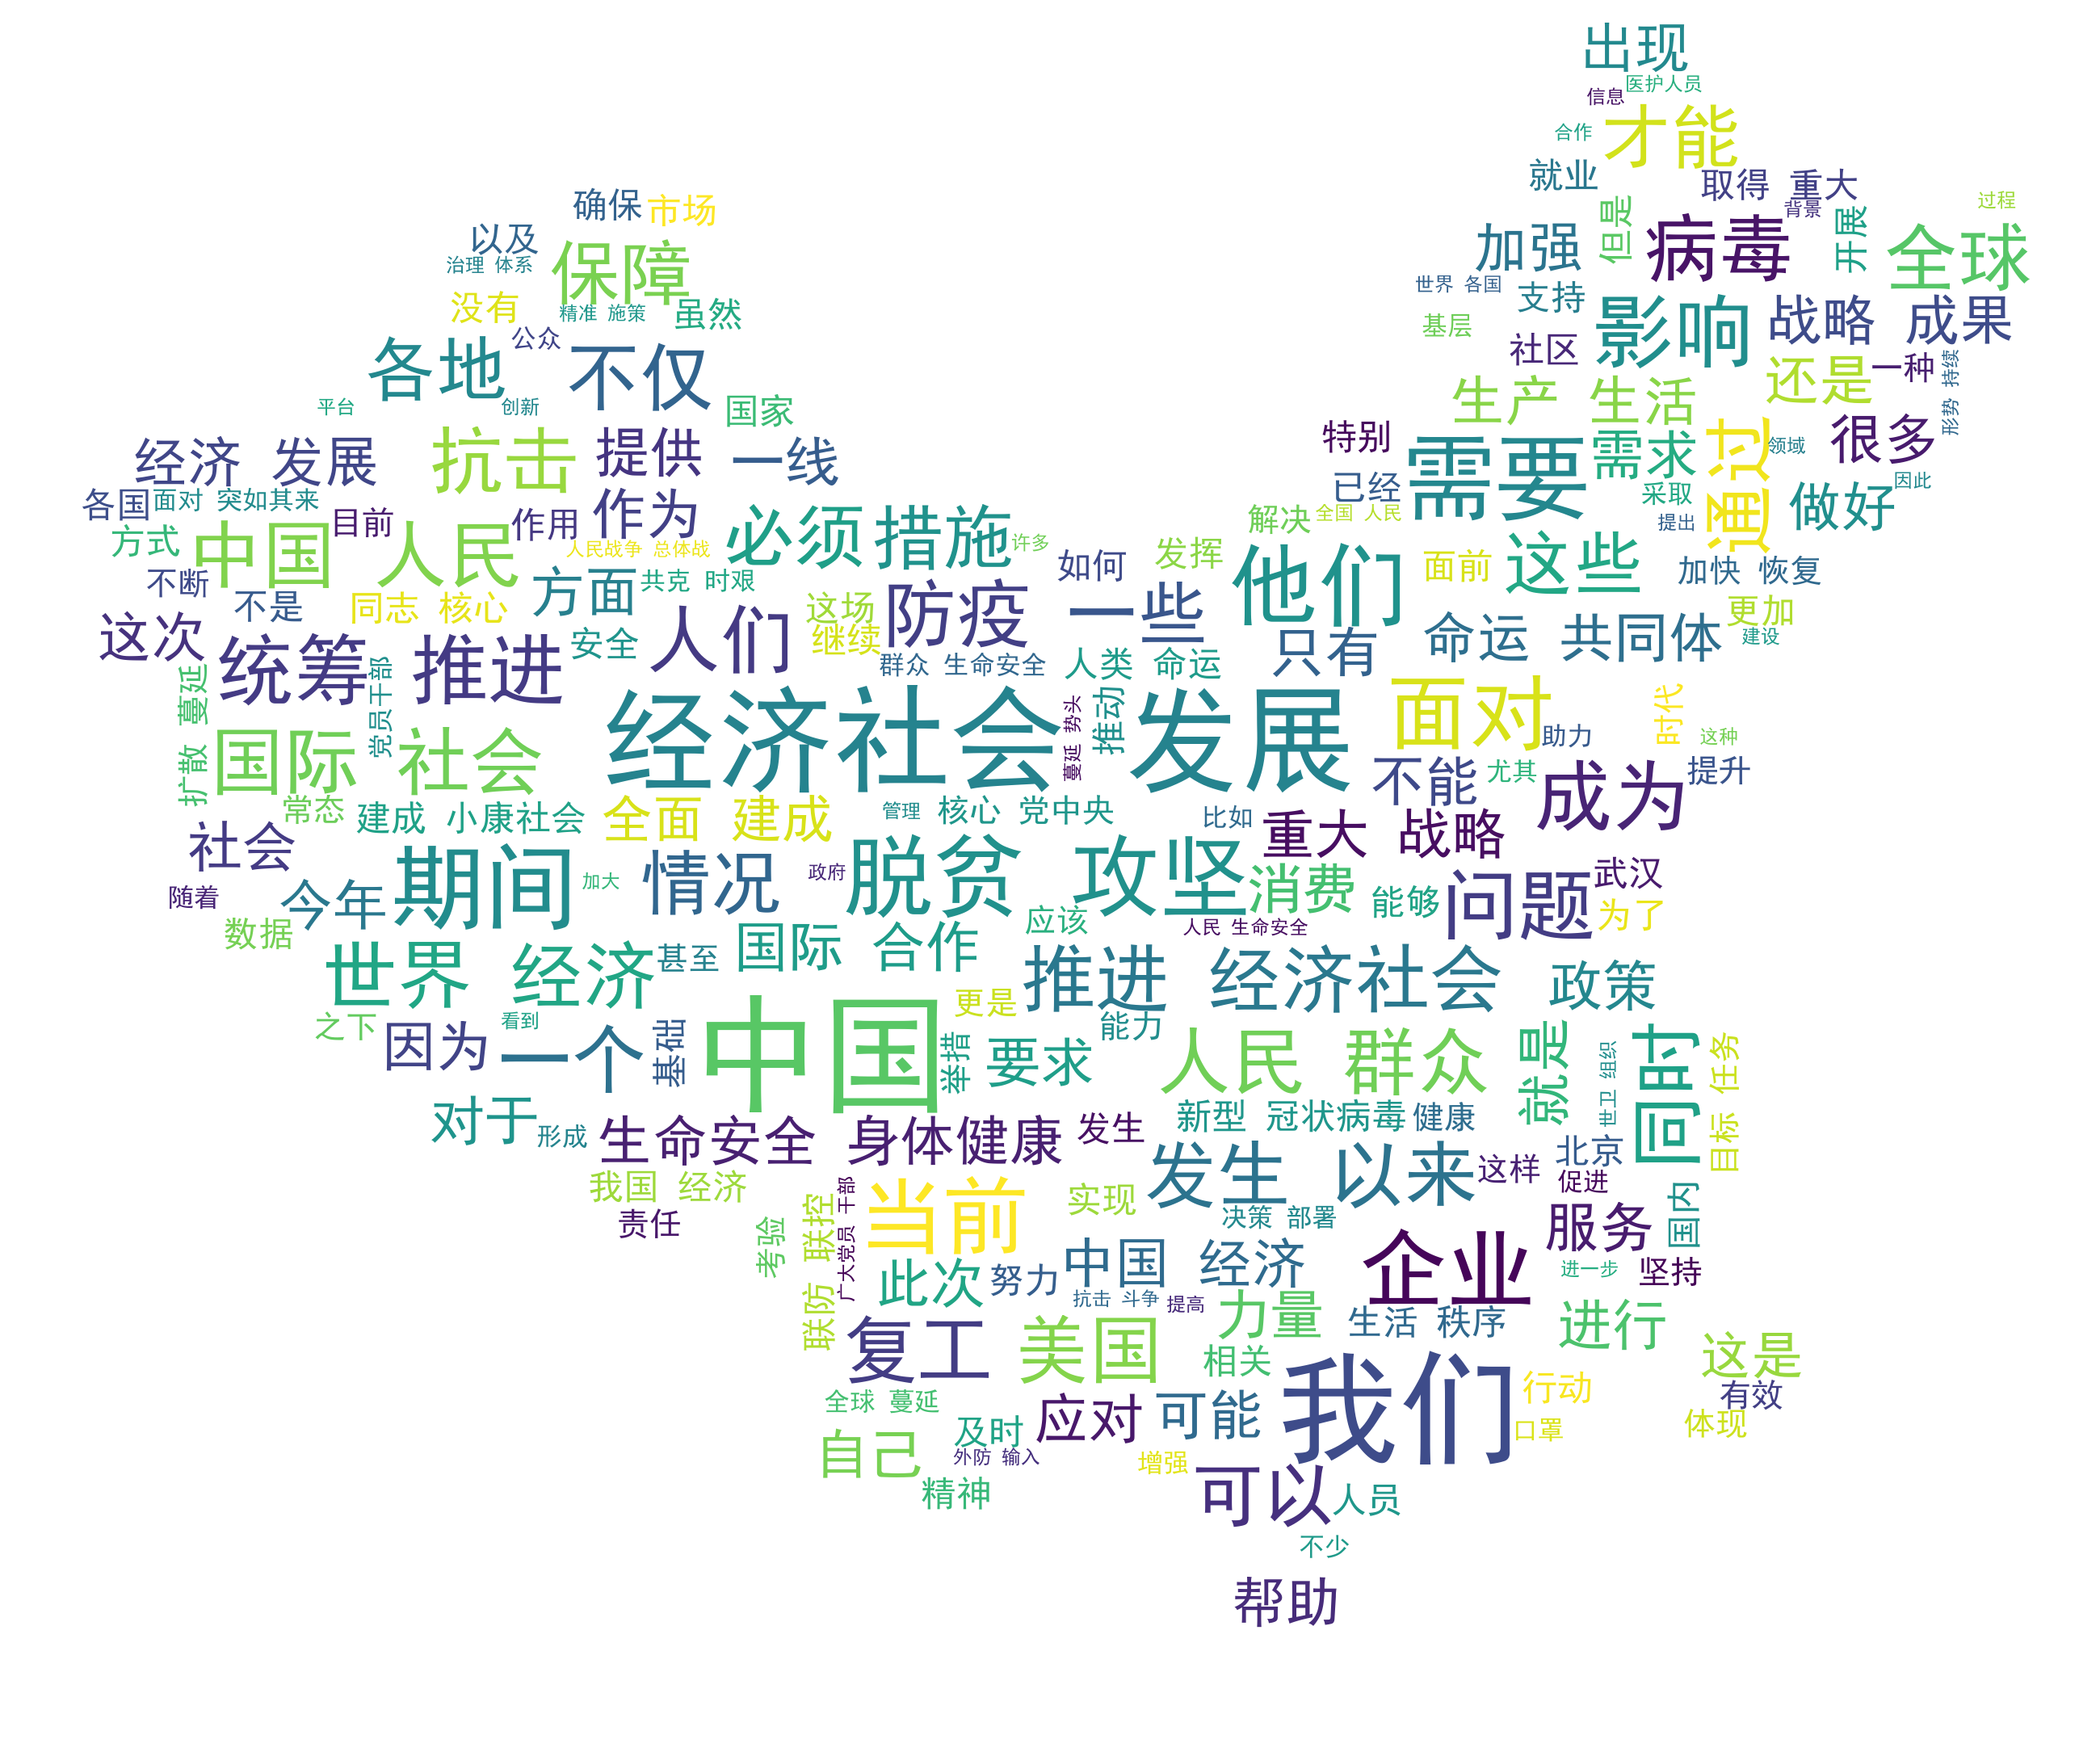 出现
医护人员
信息
才能
合作
就业
取得 重大
背景
过程
确保
市场
但是
病毒
开展
全球
以及
保障
加强
治理 体系
世界 各国
支持
没有
精准 施策
虽然
基层
影响
战略 成果
公众
社区
各地
不仅
还是
一种
形势 持续
平台
创新
国家
生产 生活
经济 发展
抗击
提供
一线
特别
需要
需求
通过
领域
很多
各国
面对 突如其来
目前
作用
作为
已经
采取
因此
方式
中国 人民
必须
措施
许多
解决
全国 人民
提出
做好
人民战争 总体战
如何
发挥
他们
面前
这些
加快 恢复
不断
不是
同志 核心
方面
共克 时艰
这场
防疫
一些
命运 共同体
更加
这次
统筹 推进
安全
人们
继续
只有
建设
群众 生命安全
人类 命运
扩散 蔓延
党员干部
国际 社会
经济社会 发展
蔓延 势头
推动
面对
时代
助力
这种
常态
建成 小康社会
全面 建成
管理
核心 党中央
比如
不能
尤其
成为
提升
社会
重大 战略
期间
加大
情况
政府
脱贫 攻坚
消费
能够
问题
武汉
随着
今年
数据
应该
人民 生命安全
为了
世界 经济
甚至
国际 合作
推进 经济社会
政策
之下
看到
更是
能力
因为
一个
基础
中国
举措
要求
人民 群众
就是
世卫 组织
同时
目标 任务
对于
形成
生命安全 身体健康
发生
新型 冠状病毒
健康
北京
我国 经济
发生 以来
这样
促进
责任
考验
联防 联控
广大党员 干部
当前
实现
决策 部署
服务
国内
中国 经济
企业
进一步
坚持
此次
努力
抗击 斗争
提高
力量
生活 秩序
进行
复工
美国
相关
这是
我们
行动
有效
全球 蔓延
及时
应对
可能
口罩
体现
自己
外防 输入
增强
精神
可以
人员
不少
帮助